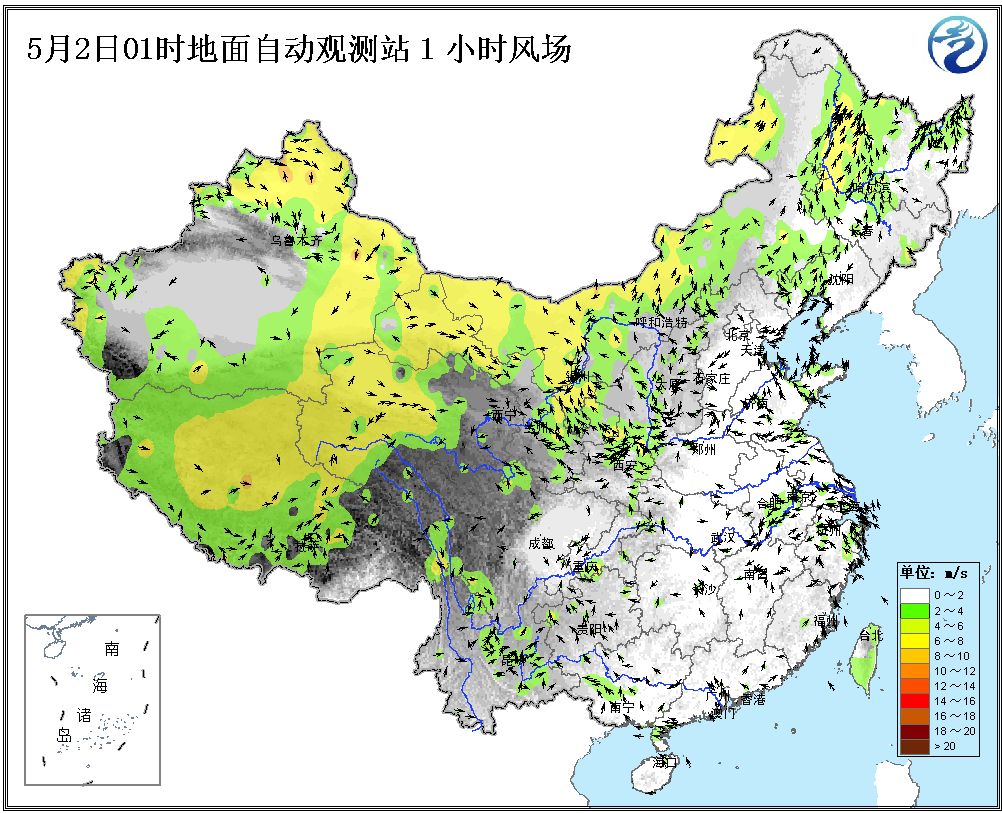 5月2日01时地面自动观测站1小时风场
哈尔滨
长春
乌鲁木齐
沈阳
呼和浩特
北京
天津
银川
太原
石家庄
济南
西宁
兰州
郑州
西安
合肥
南京
上海
杭州
成都
武汉
拉萨
重庆
南昌
长沙
贵阳
福州
台北
昆明
南宁
香港
澳门
海口
单位：m/s
0～2
2～4
4～6
6～8
8～10
10～12
12～14
14～16
16～18
18～20
＞20
南
海
诸
岛